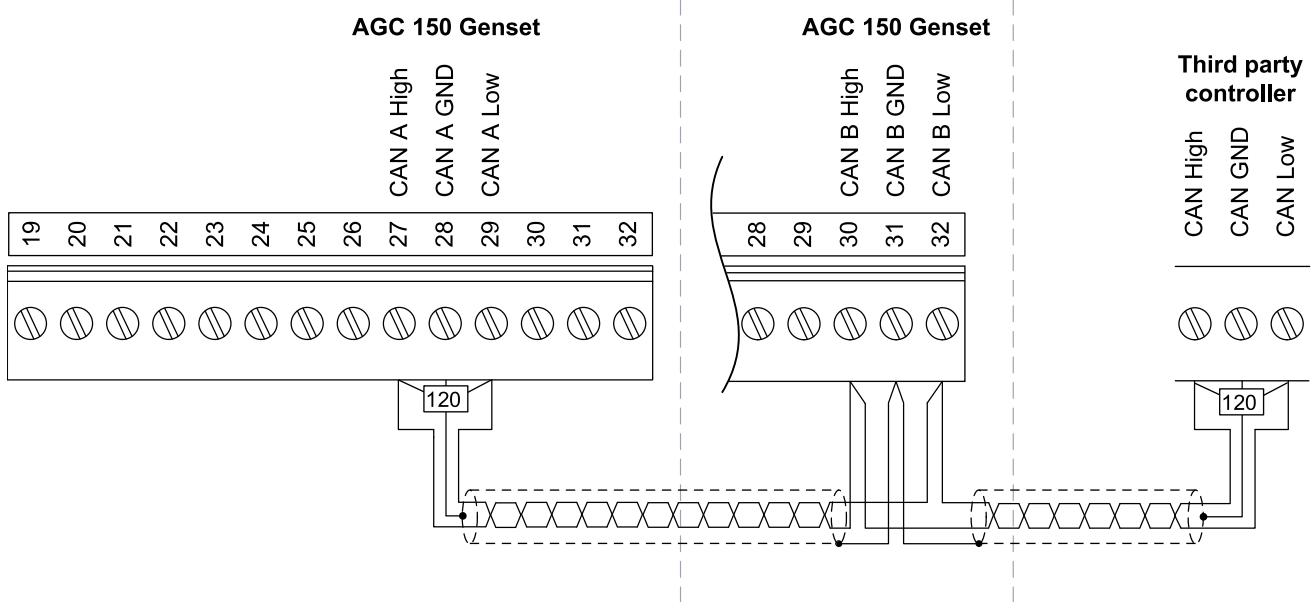 AGC 150 Genset
CAN A High
CAN A GND
CAN A Low
19 20 21 22 23 24 25 26 27 28 29 30 31 32
120
AGC 150 Genset
CAN B High
CAN B GND
CAN B Low
28 29 30 31 32
Third party
controller
CAN High
CAN GND
CAN Low
120